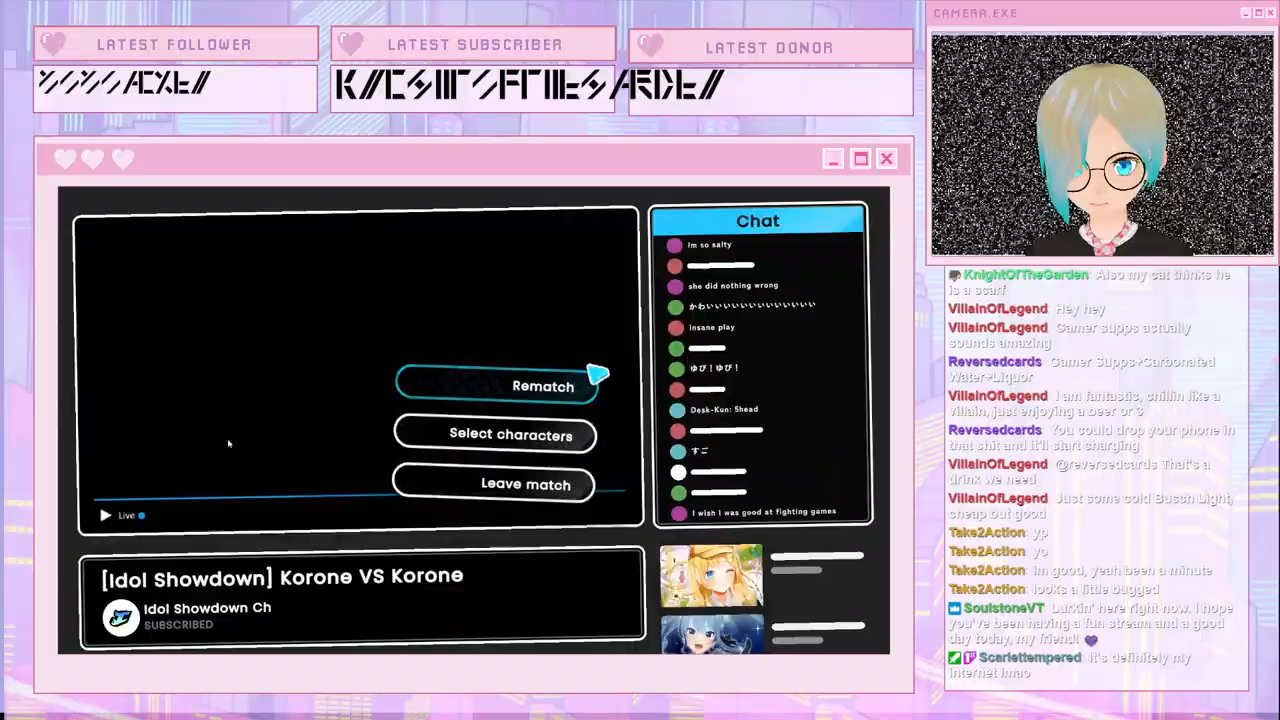 LATEST FOLLOWER
LATEST SUBSCRIBER
LATEST DONOR
CAMERA.EXE
Chat
Im so salty
she did nothing wrong
かわいいいいいいいいいいいいい
Insane play
ゆび！ゆび！
Desk-Kun: 5head
すご
I wish I was good at fighting games
Rematch
Select characters
Leave match
Live
[Idol Showdown] Korone VS Korone
Idol Showdown Ch
SUBSCRIBED
KnightOfTheGarden Also my cat thinks he
is a scarf
VillainOfLegend Hey hey
VillainOfLegend Gamer supps actually
sounds amazing
Reversedcards Gamer Supps+Carbonated
Water+Liquor
VillainOfLegend I am fantastic, chillin like a
villain, just enjoying a beer or 3
Reversedcards You could drop your phone in
that shit and it'll start charging
VillainOfLegend @reversedcards That's a
drink we need
VillainOfLegend Just some cold Busch Light,
cheap but good
Take2Action yp
Take2Action yo
Take2Action im good, yeah been a minute
Take2Action looks a little bugged
SoulstoneVT Lurkin' here right now. I hope
you've been having a fun stream and a good
day today, my friend!
Scarlettempered It's definitely my
internet lmao